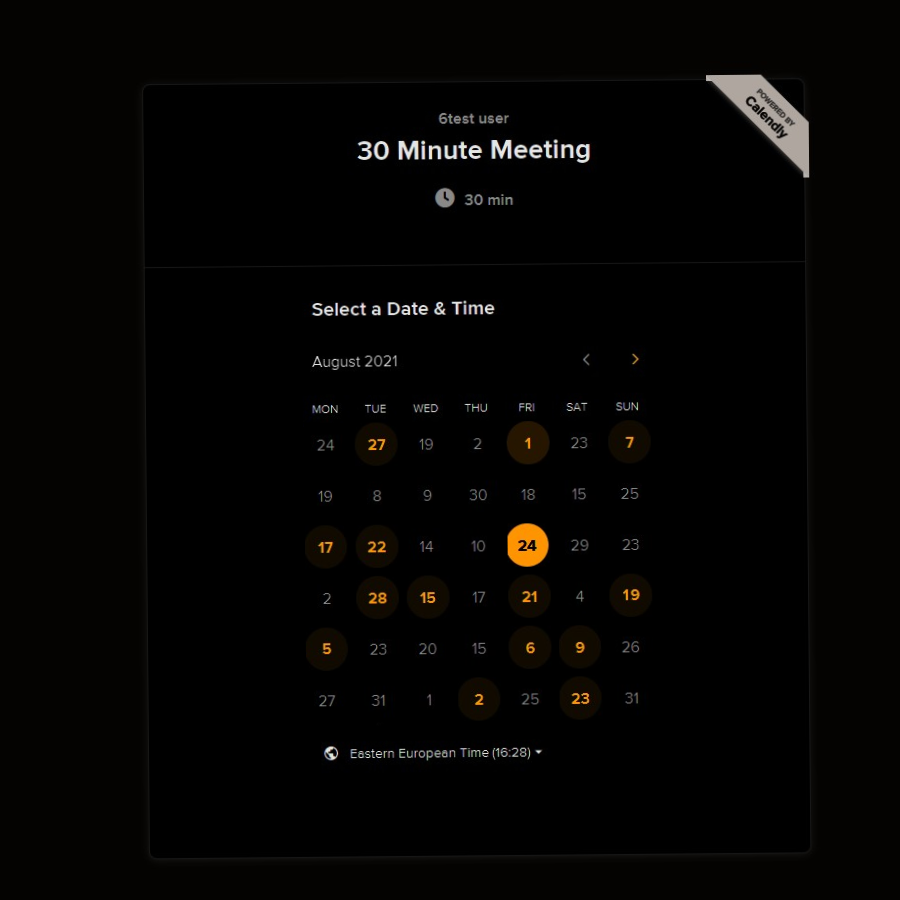 POWERED BY
Calendly
6test user
30 Minute Meeting
30 min
Select a Date & Time
August 2021
MON TUE WED THU FRI SAT SUN
24 27 19 2 1 23 7
19 8 9 30 18 15 25
17 22 14 10 24 29 23
2 28 15 17 21 4 19
5 23 20 15 6 9 26
27 31 1 2 25 23 31
Eastern European Time (16:28)